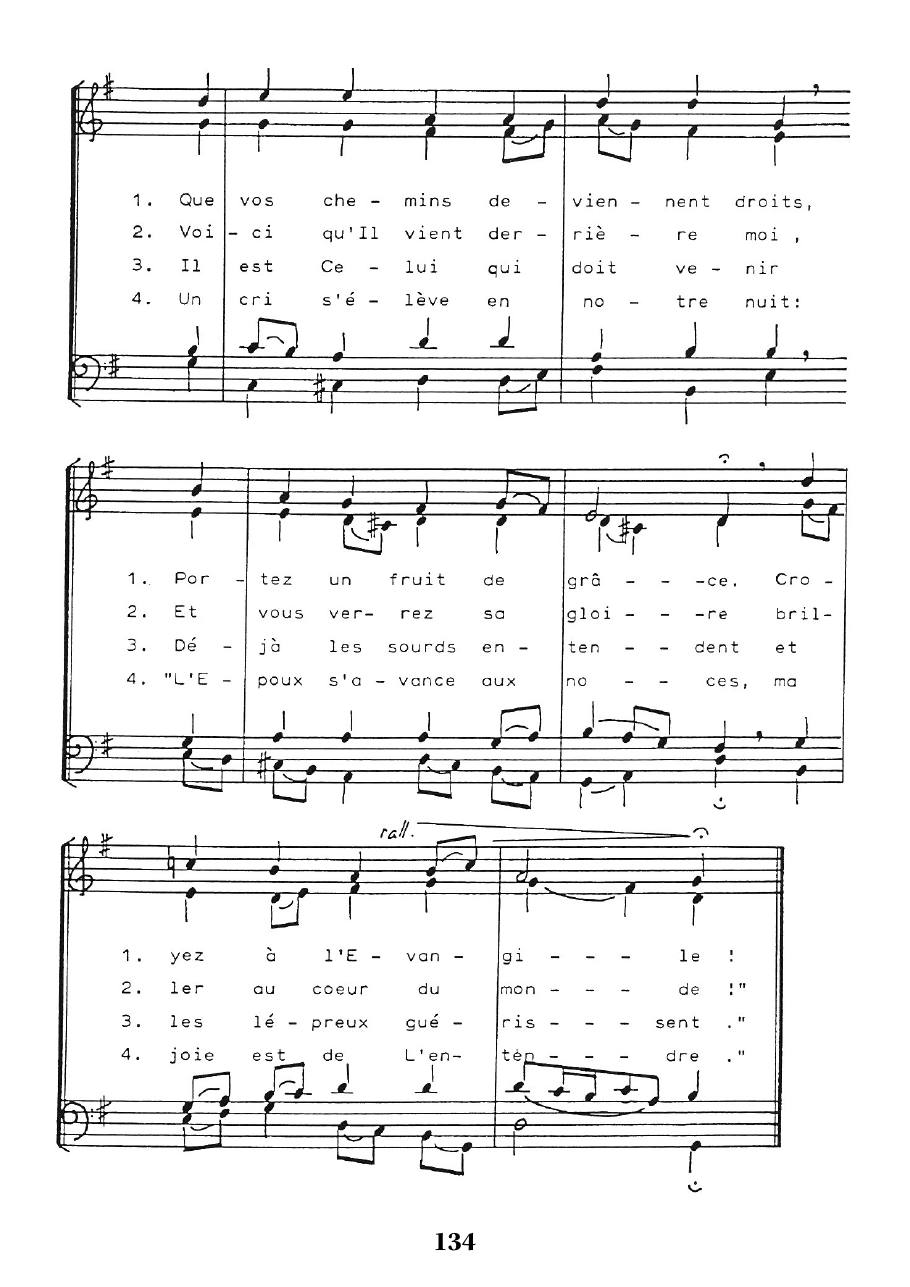 1. Que vos che - mins de - vien - nent droits,
2. Voi - ci qu'Il vient der - riè - re moi ,
3. Il est Ce - lui qui doit ve - nir
4. Un cri s'é - lève en no - tre nuit:
1. Por - tez un fruit de grâ - - -ce. Cro -
2. Et vous ver- rez sa gloi - - -re bril-
3. Dé - jà les sourds en - ten - - dent et
4. "L'E - poux s'a - vance aux no - - ces, ma
rall.
1. yez à l'E - van - gi - - - le !
2. ler au coeur du mon - - - de !"
3. les lé - preux gué - ris - - - sent ."
4. joie est de L'en- ten - - - dre ."
134